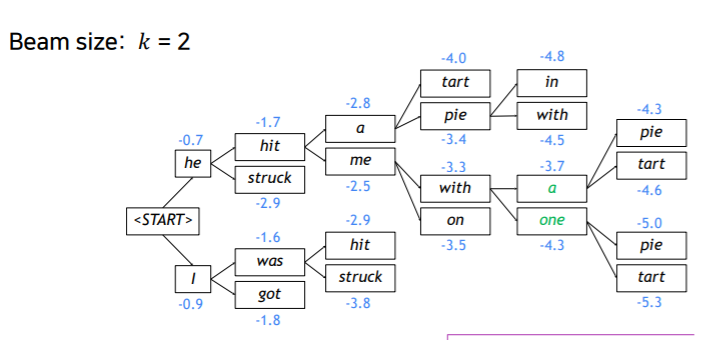 Beam size: k = 2
-4.0
-4.8
tart
in
-2.8
-4.3
-1.7
a
pie
with
pie
-0.7
hit
-3.4
-4.5
he
me
-3.3
-3.7
tart
struck
-2.5
with
a
-4.6
-2.9
<START>
-2.9
on
one
-5.0
-1.6
hit
-3.5
-4.3
pie
was
I
struck
tart
got
-0.9
-3.8
-5.3
-1.8